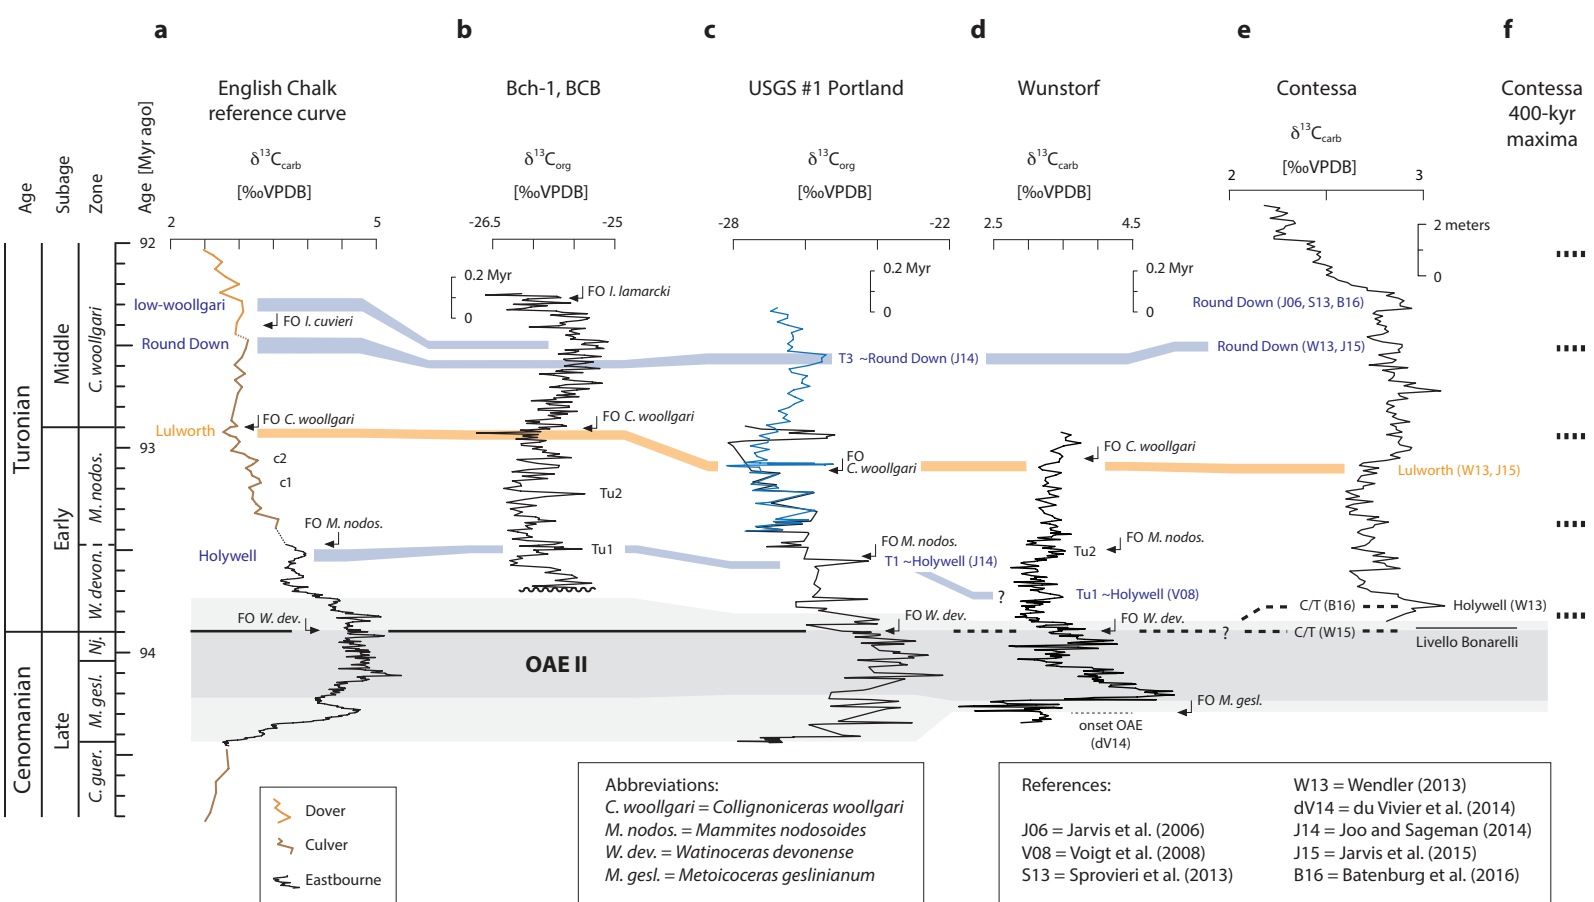 a
b
c
d
e
f
English Chalk
reference curve
Bch-1, BCB
USGS #1 Portland
Wunstorf
Contessa
Contessa
400-kyr
maxima
Age
Subage
Zone
Age [Myr ago]
δ13Ccarb
[‰VPDB]
δ13Corg
[‰VPDB]
δ13Corg
[‰VPDB]
δ13Ccarb
[‰VPDB]
δ13Ccarb
[‰VPDB]
2
5
-26.5
-25
-28
-22
2.5
4.5
2
3
92
93
94
Turonian
Cenomanian
Middle
Early
Late
C. woollgari
M. nodos.
W. devon.
Nj.
M. gesl.
C. guer.
low-woollgari
FO I. cuvieri
Round Down
FO C. woollgari
Lulworth
c2
c1
FO M. nodos.
Holywell
FO W. dev.
0.2 Myr
0
FO I. lamarcki
FO C. woollgari
Tu2
Tu1
0.2 Myr
0
T3 ~Round Down (J14)
FO
C. woollgari
FO M. nodos.
T1 ~Holywell (J14)
FO W. dev.
0.2 Myr
0
FO C. woollgari
FO M. nodos.
Tu2
?
Tu1 ~Holywell (V08)
FO W. dev.
FO M. gesl.
onset OAE
(dV14)
2 meters
0
Round Down (J06, S13, B16)
Round Down (W13, J15)
Lulworth (W13, J15)
C/T (B16)
Holywell (W13)
?
C/T (W15)
Livello Bonarelli
OAE II
Dover
Culver
Eastbourne
Abbreviations:
C. woollgari = Collignoniceras woollgari
M. nodos. = Mammites nodosoides
W. dev. = Watinoceras devonense
M. gesl. = Metoicoceras geslinianum
References:
J06 = Jarvis et al. (2006)
V08 = Voigt et al. (2008)
S13 = Sprovieri et al. (2013)
W13 = Wendler (2013)
dV14 = du Vivier et al. (2014)
J14 = Joo and Sageman (2014)
J15 = Jarvis et al. (2015)
B16 = Batenburg et al. (2016)